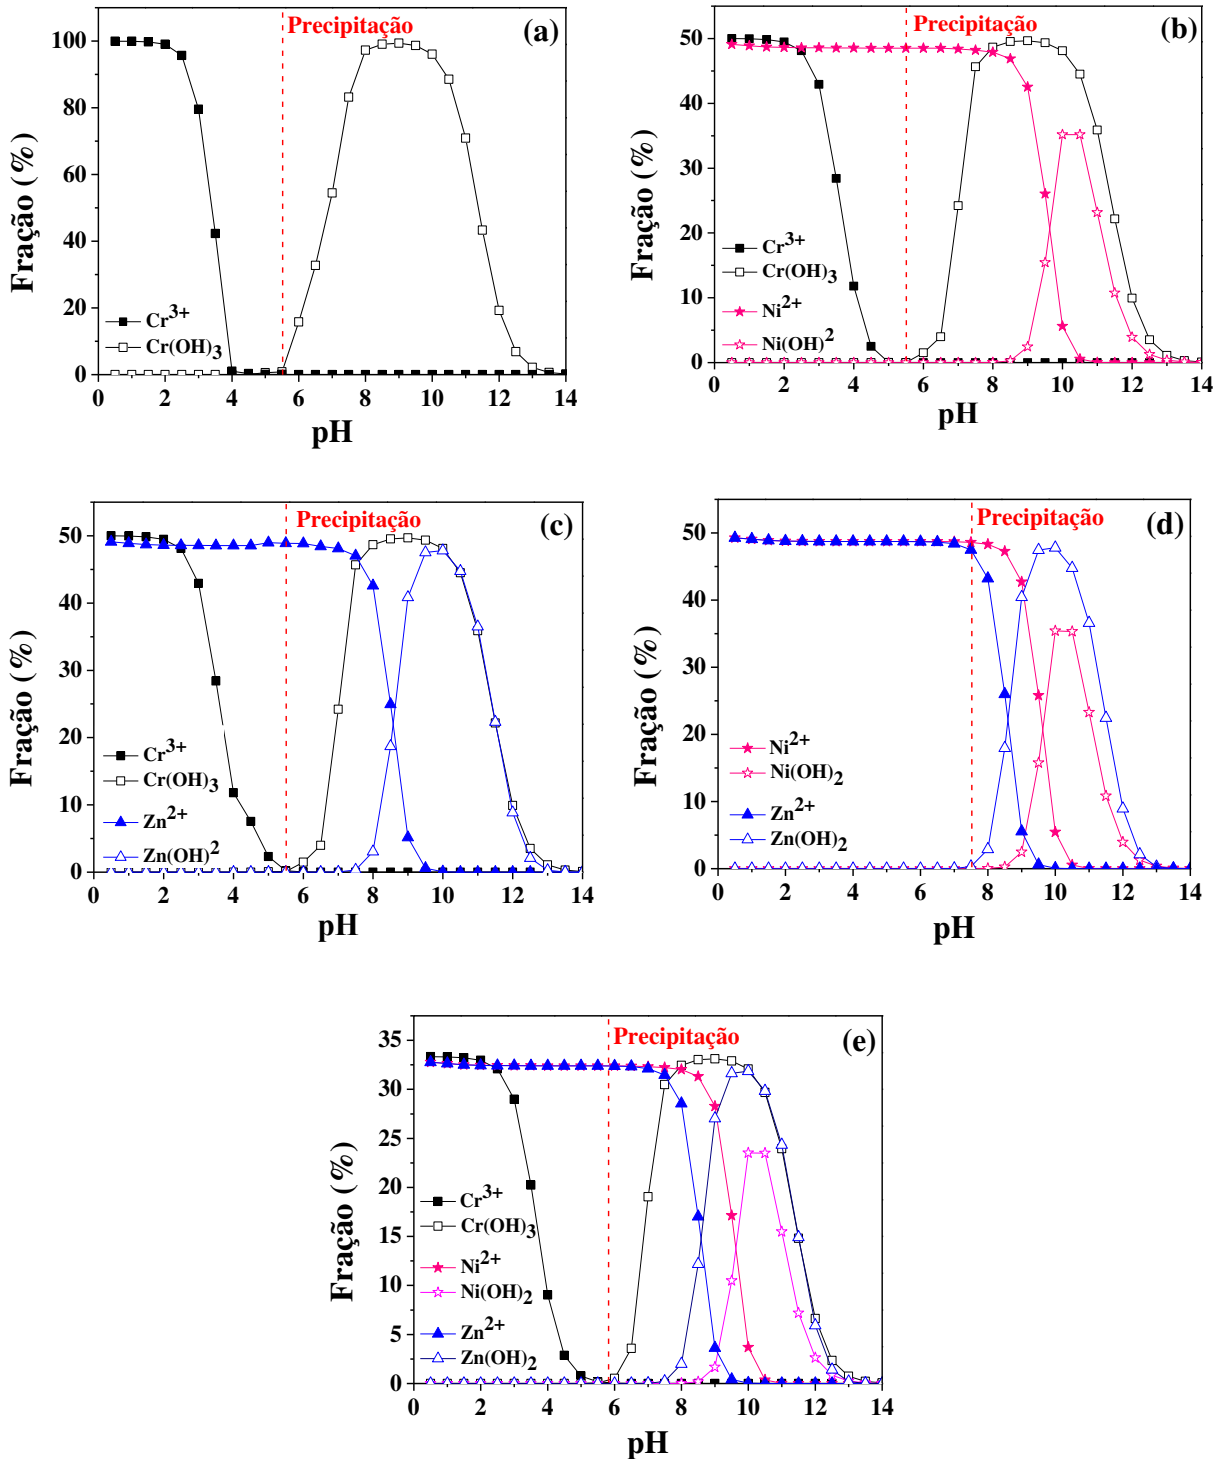 Precipitação
(a)
100
80
60
40
20
0
Fração (%)
Cr3+
Cr(OH)3
0 2 4 6 8 10 12 14
pH
Precipitação
(b)
50
40
30
20
10
0
Fração (%)
Cr3+
Cr(OH)3
Ni2+
Ni(OH)2
0 2 4 6 8 10 12 14
pH
Precipitação
(c)
50
40
30
20
10
0
Fração (%)
Cr3+
Cr(OH)3
Zn2+
Zn(OH)2
0 2 4 6 8 10 12 14
pH
Precipitação
(d)
50
40
30
20
10
0
Fração (%)
Ni2+
Ni(OH)2
Zn2+
Zn(OH)2
0 2 4 6 8 10 12 14
pH
Precipitação
(e)
35
30
25
20
15
10
5
0
Fração (%)
Cr3+
Cr(OH)3
Ni2+
Ni(OH)2
Zn2+
Zn(OH)2
0 2 4 6 8 10 12 14
pH